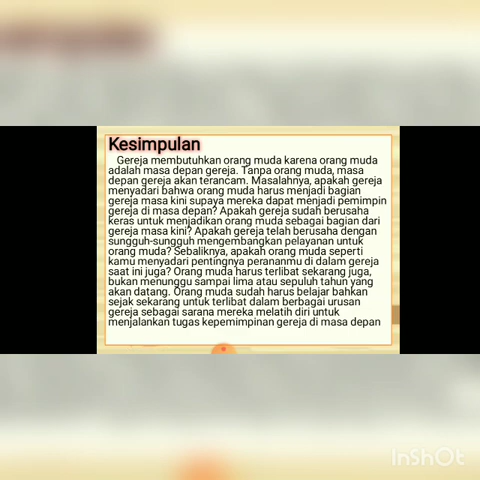 Kesimpulan
Gereja membutuhkan orang muda karena orang muda
adalah masa depan gereja. Tanpa orang muda, masa
depan gereja akan terancam. Masalahnya, apakah gereja
menyadari bahwa orang muda harus menjadi bagian
gereja masa kini supaya mereka dapat menjadi pemimpin
gereja di masa depan? Apakah gereja sudah berusaha
keras untuk menjadikan orang muda sebagai bagian dari
gereja masa kini? Apakah gereja telah berusaha dengan
sungguh-sungguh mengembangkan pelayanan untuk
orang muda? Sebaliknya, apakah orang muda seperti
kamu menyadari pentingnya perananmu di dalam gereja
saat ini juga? Orang muda harus terlibat sekarang juga,
bukan menunggu sampai lima atau sepuluh tahun yang
akan datang. Orang muda sudah harus belajar bahkan
sejak sekarang untuk terlibat dalam berbagai urusan
gereja sebagai sarana mereka melatih diri untuk
menjalankan tugas kepemimpinan gereja di masa depan
InShOt